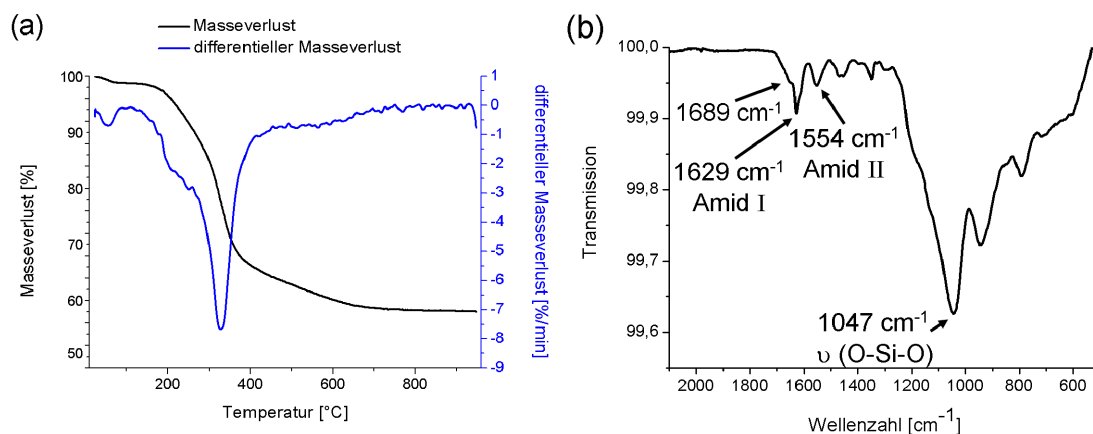 (a)
Masseverlust
differentieller Masseverlust
100
90
80
70
60
50
Masseverlust [%]
200
400
600
800
Temperatur [°C]
1
0
-1
-2
-3
-4
-5
-6
-7
-8
-9
differentieller Masseverlust [%/min]
(b)
100,0
99,9
99,8
99,7
99,6
Transmission
1689 cm⁻¹
1629 cm⁻¹
Amid I
1554 cm⁻¹
Amid II
1047 cm⁻¹
υ (O-Si-O)
2000
1800
1600
1400
1200
1000
800
600
Wellenzahl [cm⁻¹]